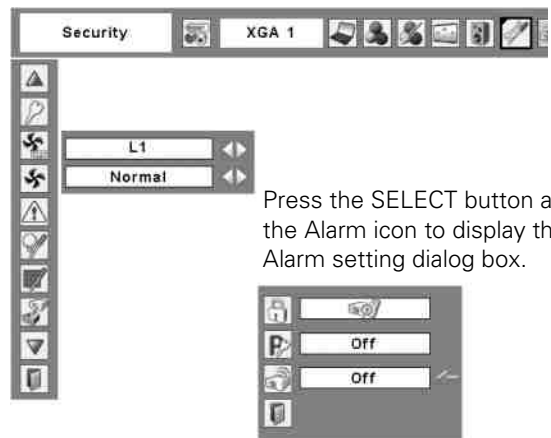 Security XGA 1
L1
Normal
Press the SELECT button a
the Alarm icon to display th
Alarm setting dialog box.
Off
Off